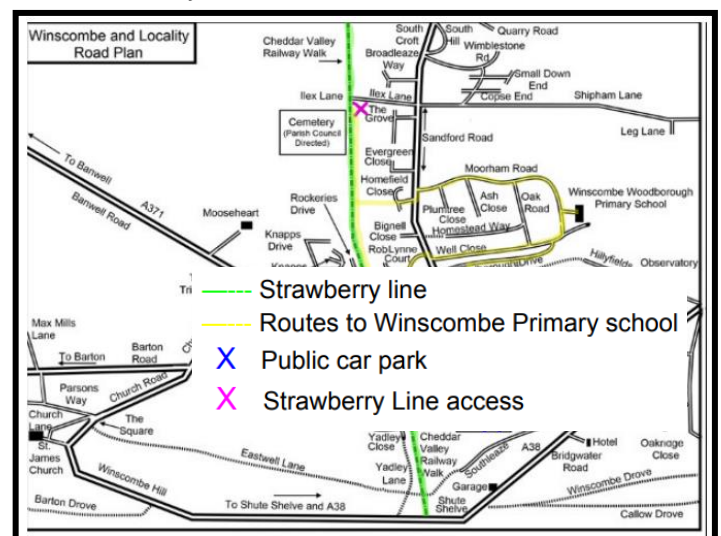 Winscombe and Locality
Road Plan
Cheddar Valley
Railway Walk
South
Croft
South
Hill
Quarry Road
Broadleaze
Way
Wimblestone
Rd
Small Down
End
Ilex Lane
Ilex Lane
Copse End
Shipham Lane
The
Grove
Cemetery
(Parish Council
Directed)
Sandford Road
Leg Lane
Evergreen
Close
To Banwell
Moorham Road
Homefield
Close
A371
Banwell Road
Rockeries
Drive
Mooseheart
Plumtree
Close
Ash
Close
Oak
Road
Winscombe Woodborough
Primary School
Knapps
Drive
Bignell
Close
Homestead Way
RobLynne
Court
Well Close
Hillyfields
Observatory
Tri
Strawberry line
Routes to Winscombe Primary school
X Public car park
X Strawberry Line access
Max Mills
Lane
Barton
Road
To Barton
Parsons
Way
Church Road
Church
Lane
The
Square
St.
James
Church
Eastwell Lane
Yadley
Close
Cheddar
Valley
Railway
Walk
Yadley
Lane
Southleaze
A38
Hotel
Bridgwater
Road
Oakridge
Close
Winscombe Hill
Garage
Winscombe Drove
Barton Drove
To Shute Shelve and A38
Shute
Shelve
Callow Drove